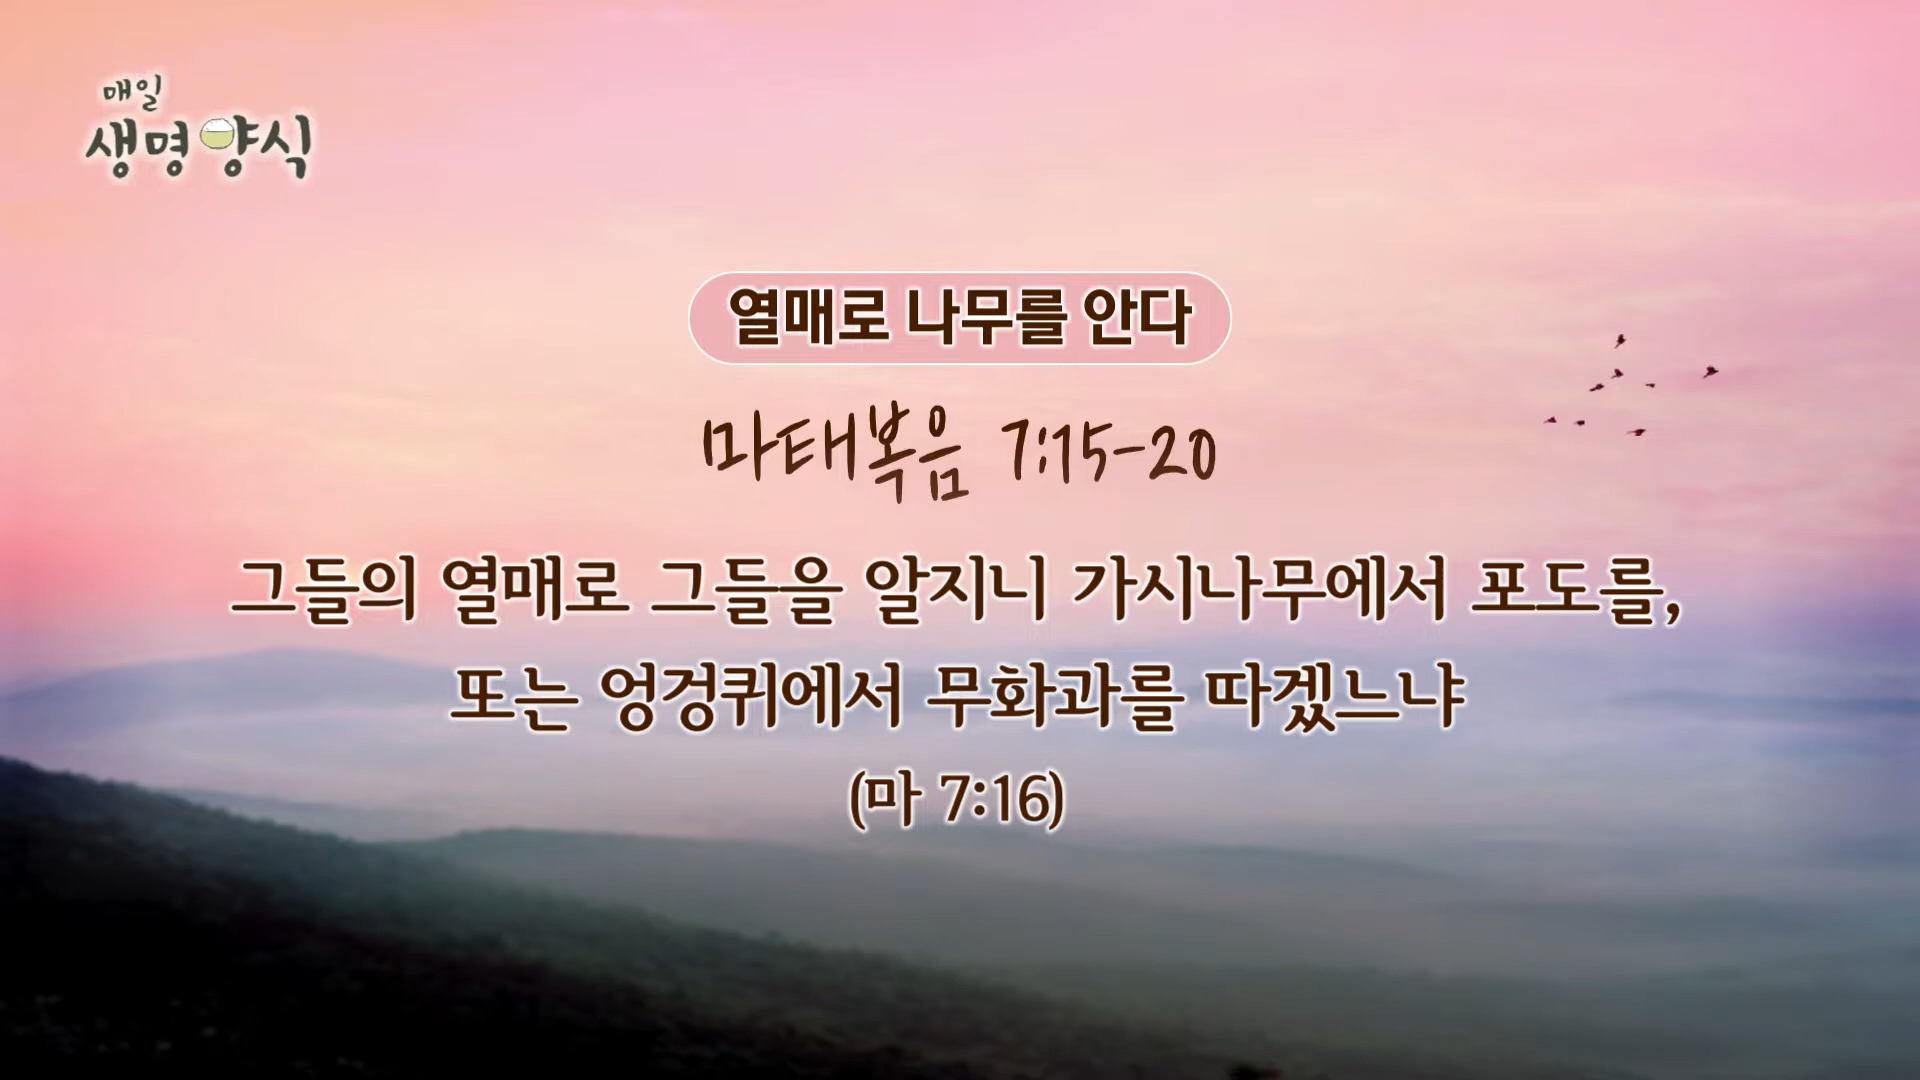 매일
생명양식
열매로 나무를 안다
마태복음 7:15-20
그들의 열매로 그들을 알지니 가시나무에서 포도를,
또는 엉겅퀴에서 무화과를 따겠느냐
(마 7:16)